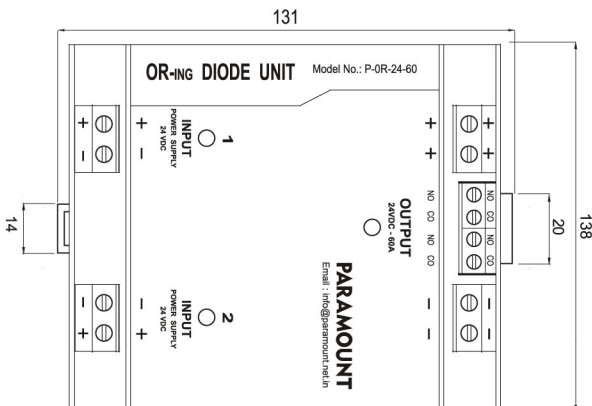 131
OR-ING DIODE UNIT Model No.: P-0R-24-60
+ +
- -
INPUT 1
POWER SUPPLY
24 VDC
+ +
+ +
14
NO NO
CO CO
NO NO
CO CO
OUTPUT
24VDC - 60A
20
138
PARAMOUNT
Email : info@paramount.net.in
- -
+ +
INPUT 2
POWER SUPPLY
24 VDC
- -
- -